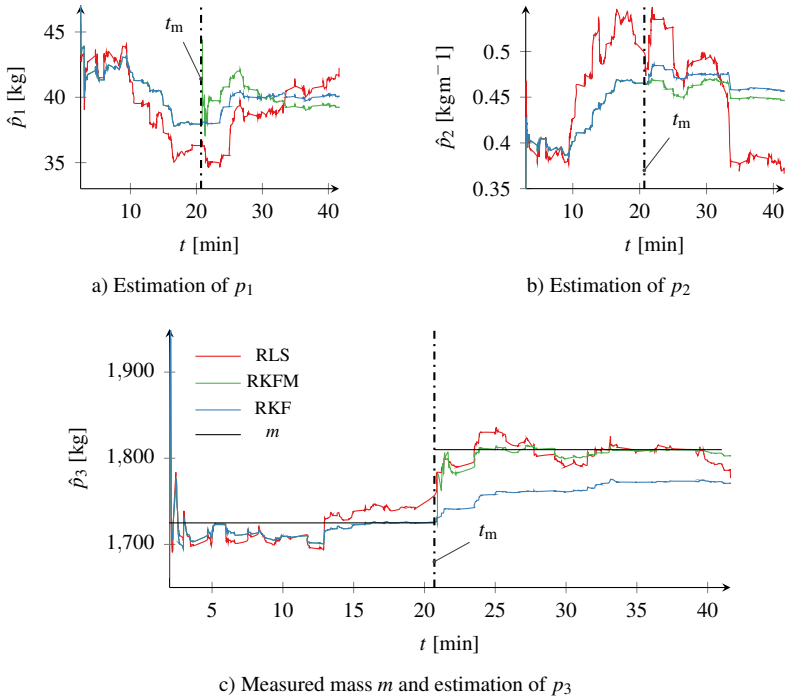 45
40
35
p̂₁ [kg]
tₘ
10 20 30 40
t [min]
a) Estimation of p₁
0.5
0.45
0.4
0.35
p̂₂ [kgm−1]
tₘ
10 20 30 40
t [min]
b) Estimation of p₂
1,900
1,800
1,700
p̂₃ [kg]
RLS
RKFM
RKF
m
tₘ
5 10 15 20 25 30 35 40
t [min]
c) Measured mass m and estimation of p₃